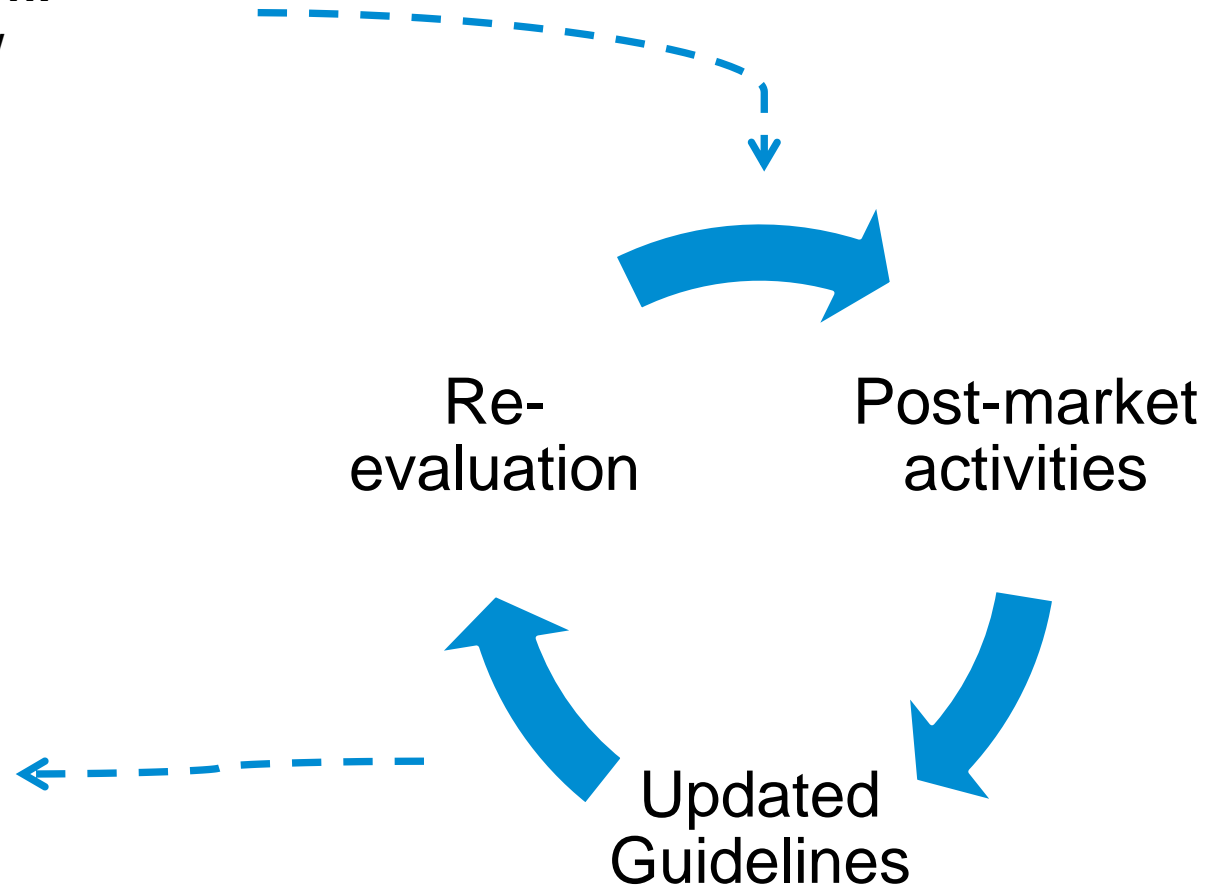 Re-
evaluation
Post-market
activities
Updated
Guidelines